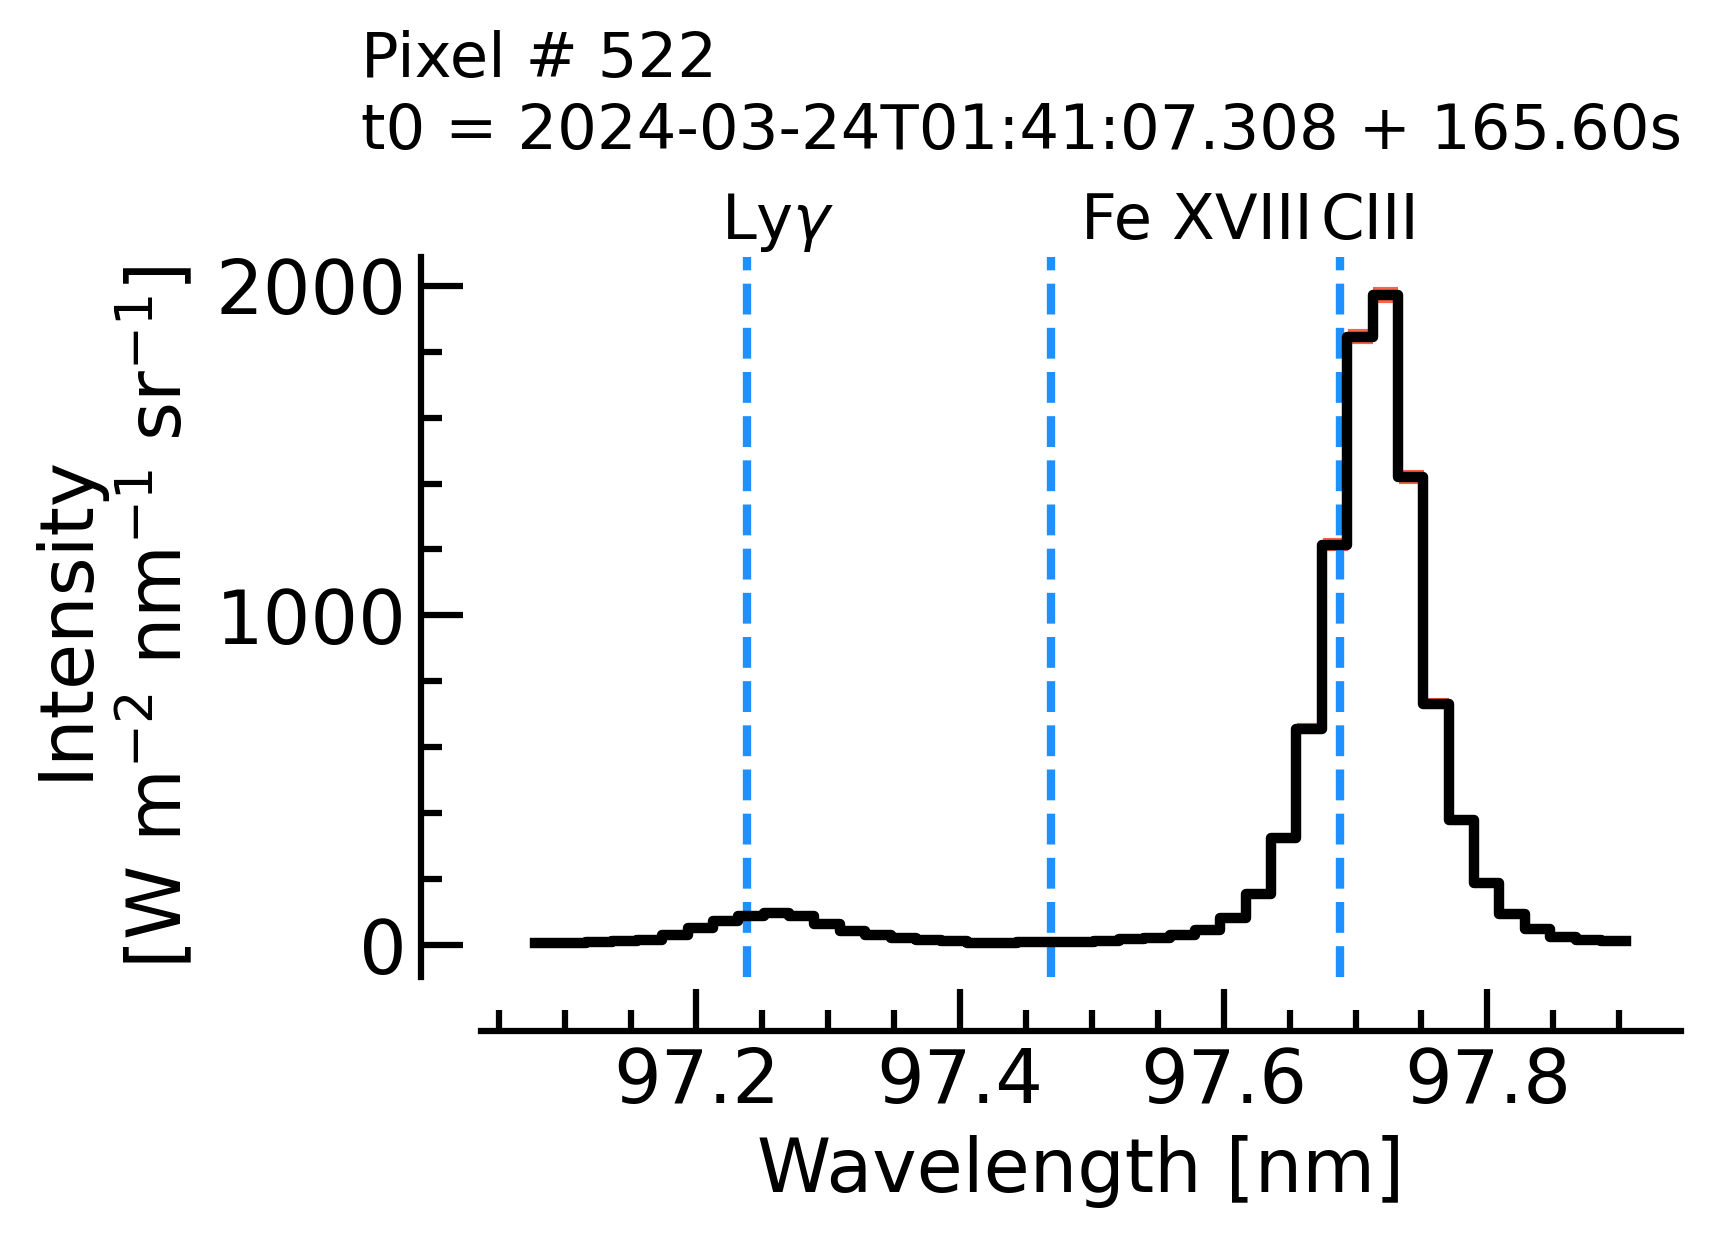 Pixel # 522
t0 = 2024-03-24T01:41:07.308 + 165.60s
Lyγ Fe XVIII CIII
Intensity
[W m⁻² nm⁻¹ sr⁻¹]
2000
1000
0
97.2 97.4 97.6 97.8
Wavelength [nm]